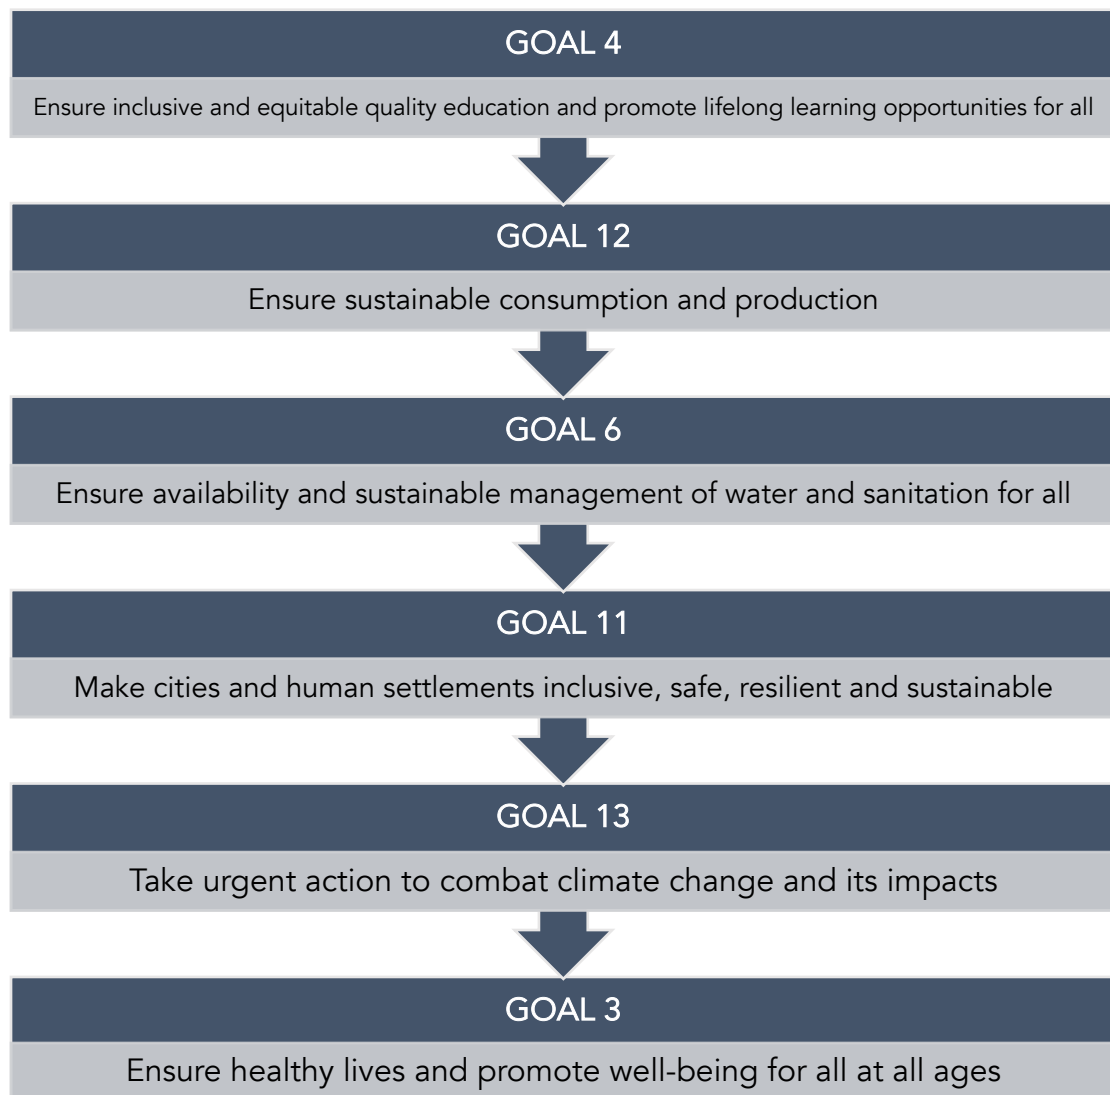 GOAL 4
Ensure inclusive and equitable quality education and promote lifelong learning opportunities for all
GOAL 12
Ensure sustainable consumption and production
GOAL 6
Ensure availability and sustainable management of water and sanitation for all
GOAL 11
Make cities and human settlements inclusive, safe, resilient and sustainable
GOAL 13
Take urgent action to combat climate change and its impacts
GOAL 3
Ensure healthy lives and promote well-being for all at all ages